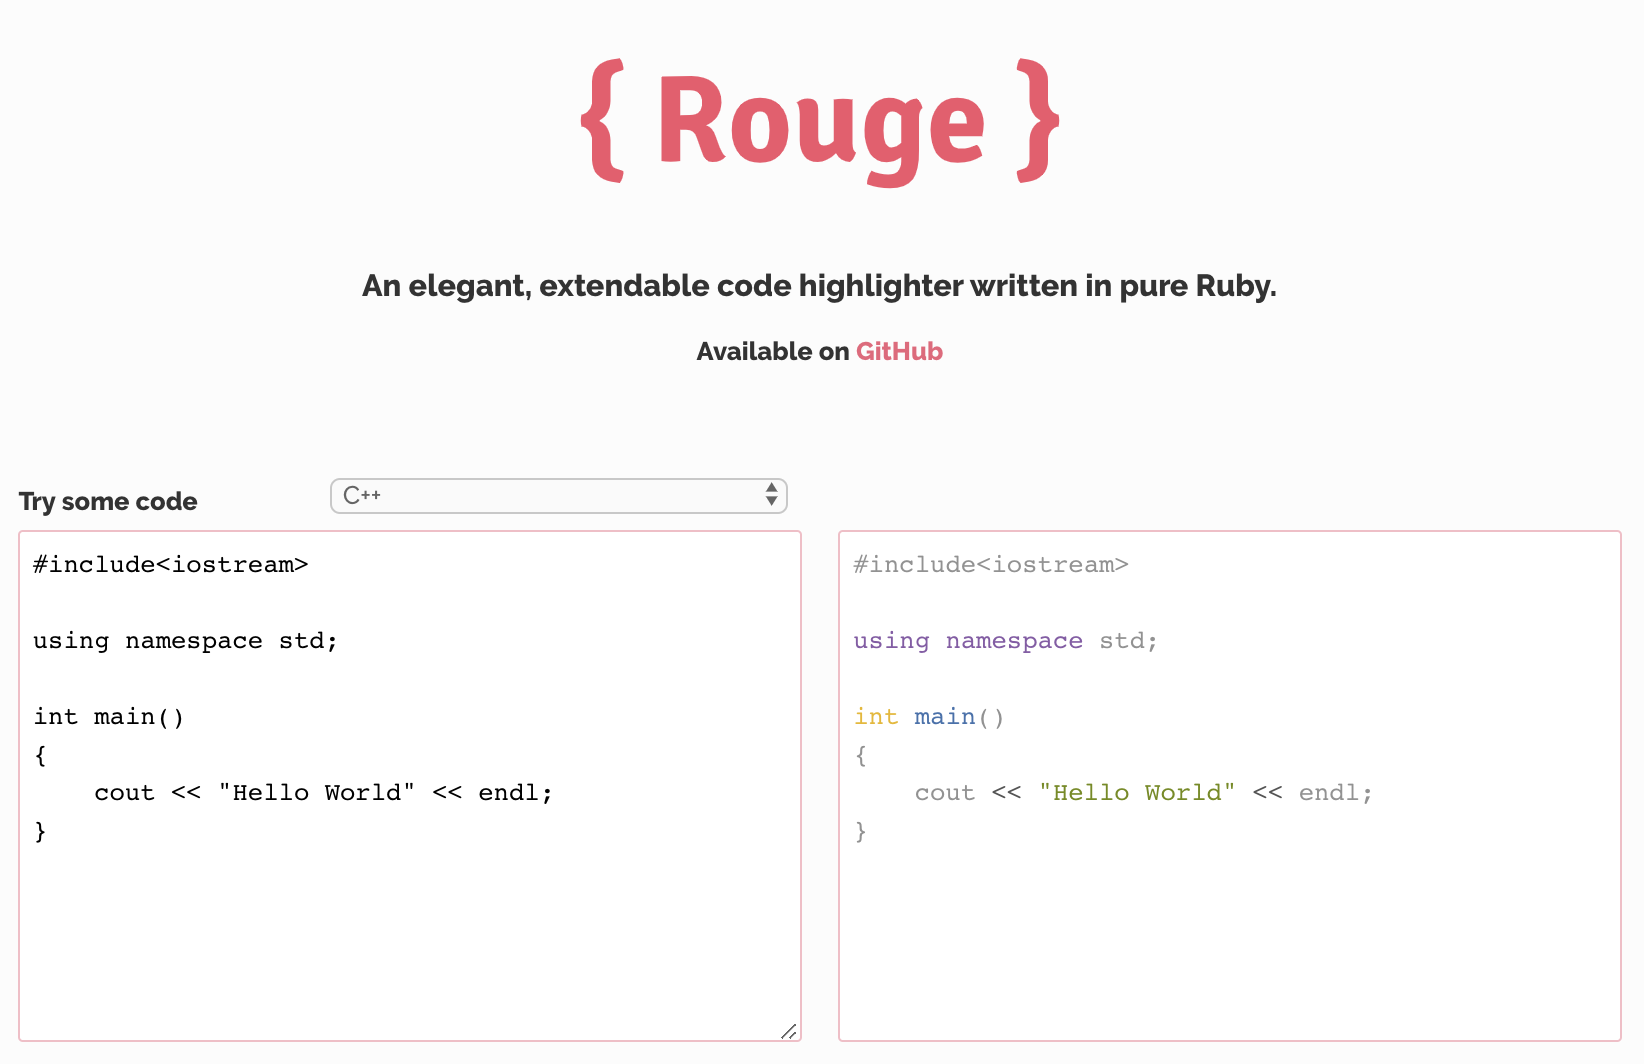 { Rouge }
An elegant, extendable code highlighter written in pure Ruby.
Available on GitHub
Try some code
C++
#include<iostream>
using namespace std;
int main()
{
    cout << "Hello World" << endl;
}
#include<iostream>
using namespace std;
int main()
{
    cout << "Hello World" << endl;
}